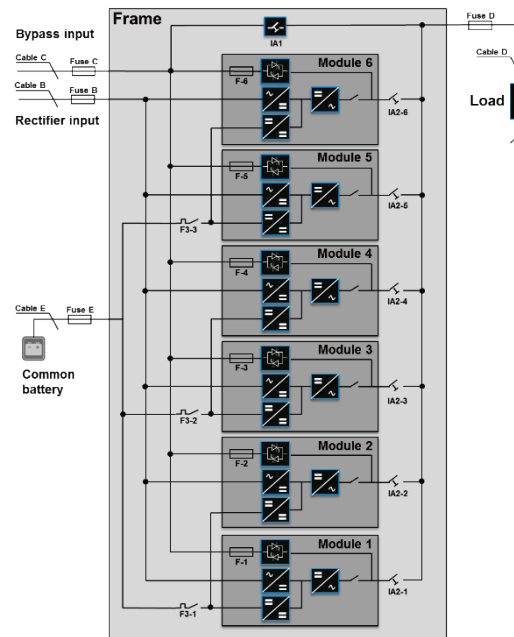 Frame
Fuse D
Bypass input
IA1
Cable C
Fuse C
Module 6
Cable D
F-6
Cable B
Fuse B
Load
Rectifier input
IA2-6
Module 5
F-5
IA2-5
F3-3
Module 4
F-4
IA2-4
Cable E
Fuse E
Module 3
F-3
Common
battery
IA2-3
F3-2
Module 2
F-2
IA2-2
Module 1
F-1
IA2-1
F3-1